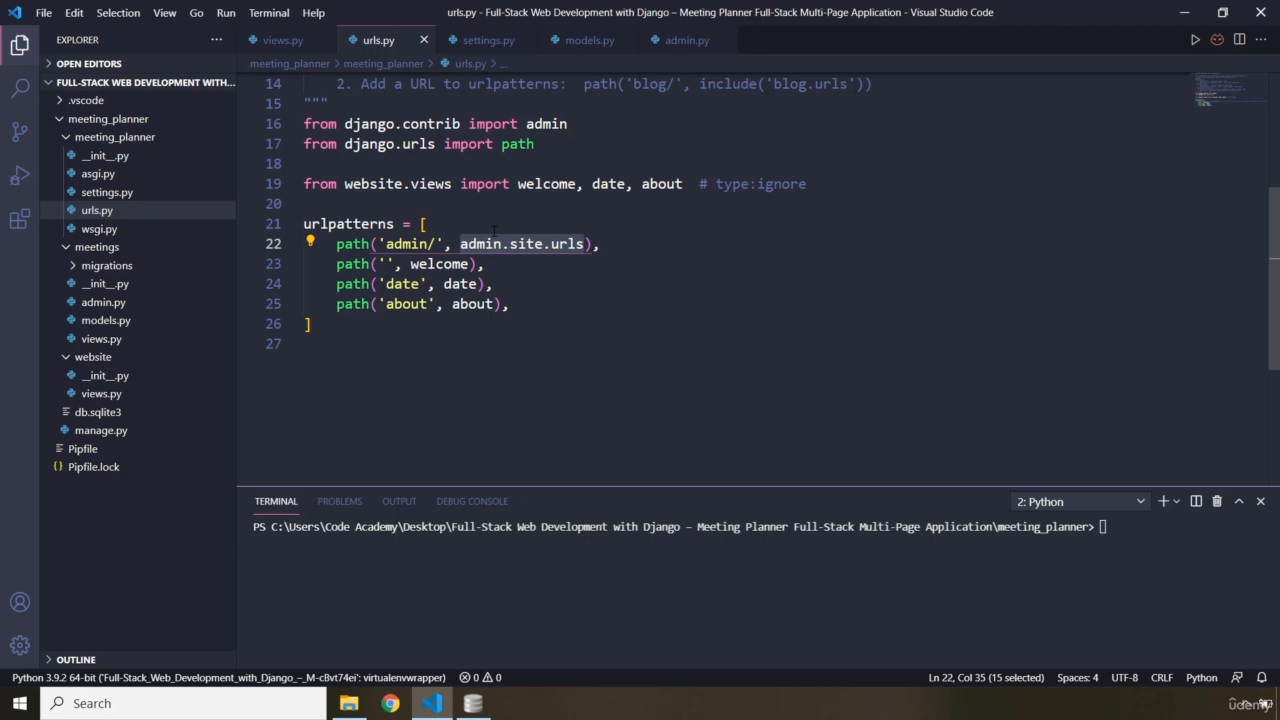 File Edit Selection View Go Run Terminal Help
urls.py - Full-Stack Web Development with Django – Meeting Planner Full-Stack Multi-Page Application - Visual Studio Code
EXPLORER
views.py
urls.py
settings.py
models.py
admin.py
OPEN EDITORS
FULL-STACK WEB DEVELOPMENT WITH...
.vscode
meeting_planner
meeting_planner
__init__.py
asgi.py
settings.py
urls.py
wsgi.py
meetings
migrations
__init__.py
admin.py
models.py
views.py
website
__init__.py
views.py
db.sqlite3
manage.py
Pipfile
Pipfile.lock
OUTLINE
meeting_planner > meeting_planner > urls.py > ...
14 2. Add a URL to urlpatterns:  path('blog/', include('blog.urls'))
15 """
16 from django.contrib import admin
17 from django.urls import path
18
19 from website.views import welcome, date, about  # type:ignore
20
21 urlpatterns = [
22 path('admin/', admin.site.urls),
23 path('', welcome),
24 path('date', date),
25 path('about', about),
26 ]
27
TERMINAL PROBLEMS OUTPUT DEBUG CONSOLE
2: Python
PS C:\Users\Code Academy\Desktop\Full-Stack Web Development with Django – Meeting Planner Full-Stack Multi-Page Application\meeting_planner>
Python 3.9.2 64-bit ('Full-Stack_Web_Development_with_Django_–_M-c8vt74ei': virtualenvwrapper) 0 0
Ln 22, Col 35 (15 selected) Spaces: 4 UTF-8 CRLF Python
Search
udemy